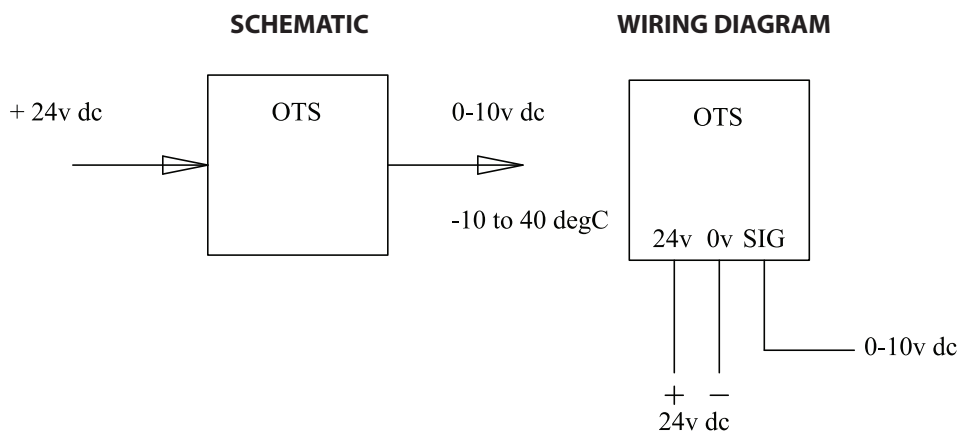 SCHEMATIC
+ 24v dc
OTS
0-10v dc
-10 to 40 degC
WIRING DIAGRAM
OTS
24v 0v SIG
0-10v dc
+ −
24v dc